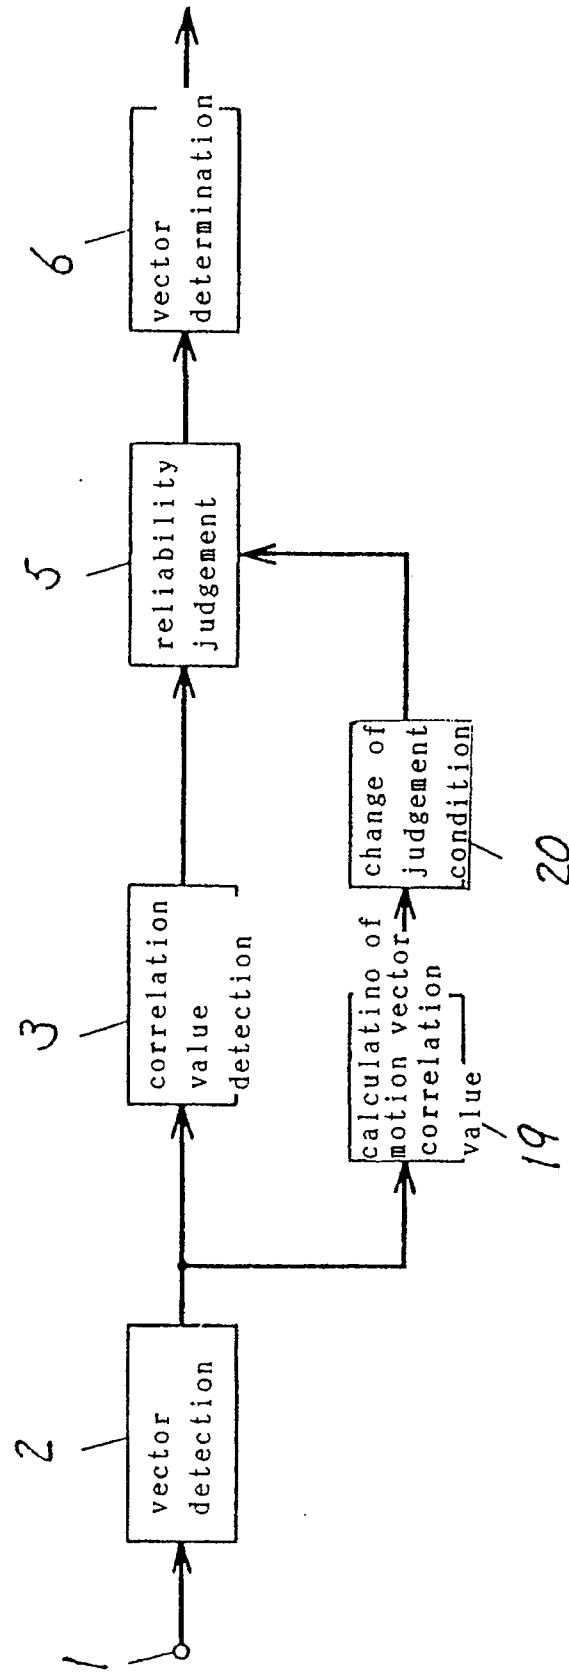 1
2
vector
detection
3
correlation
value
detection
5
reliability
judgement
6
vector
determination
calculatino of
motion vector
correlation
value
19
change of
judgement
condition
20